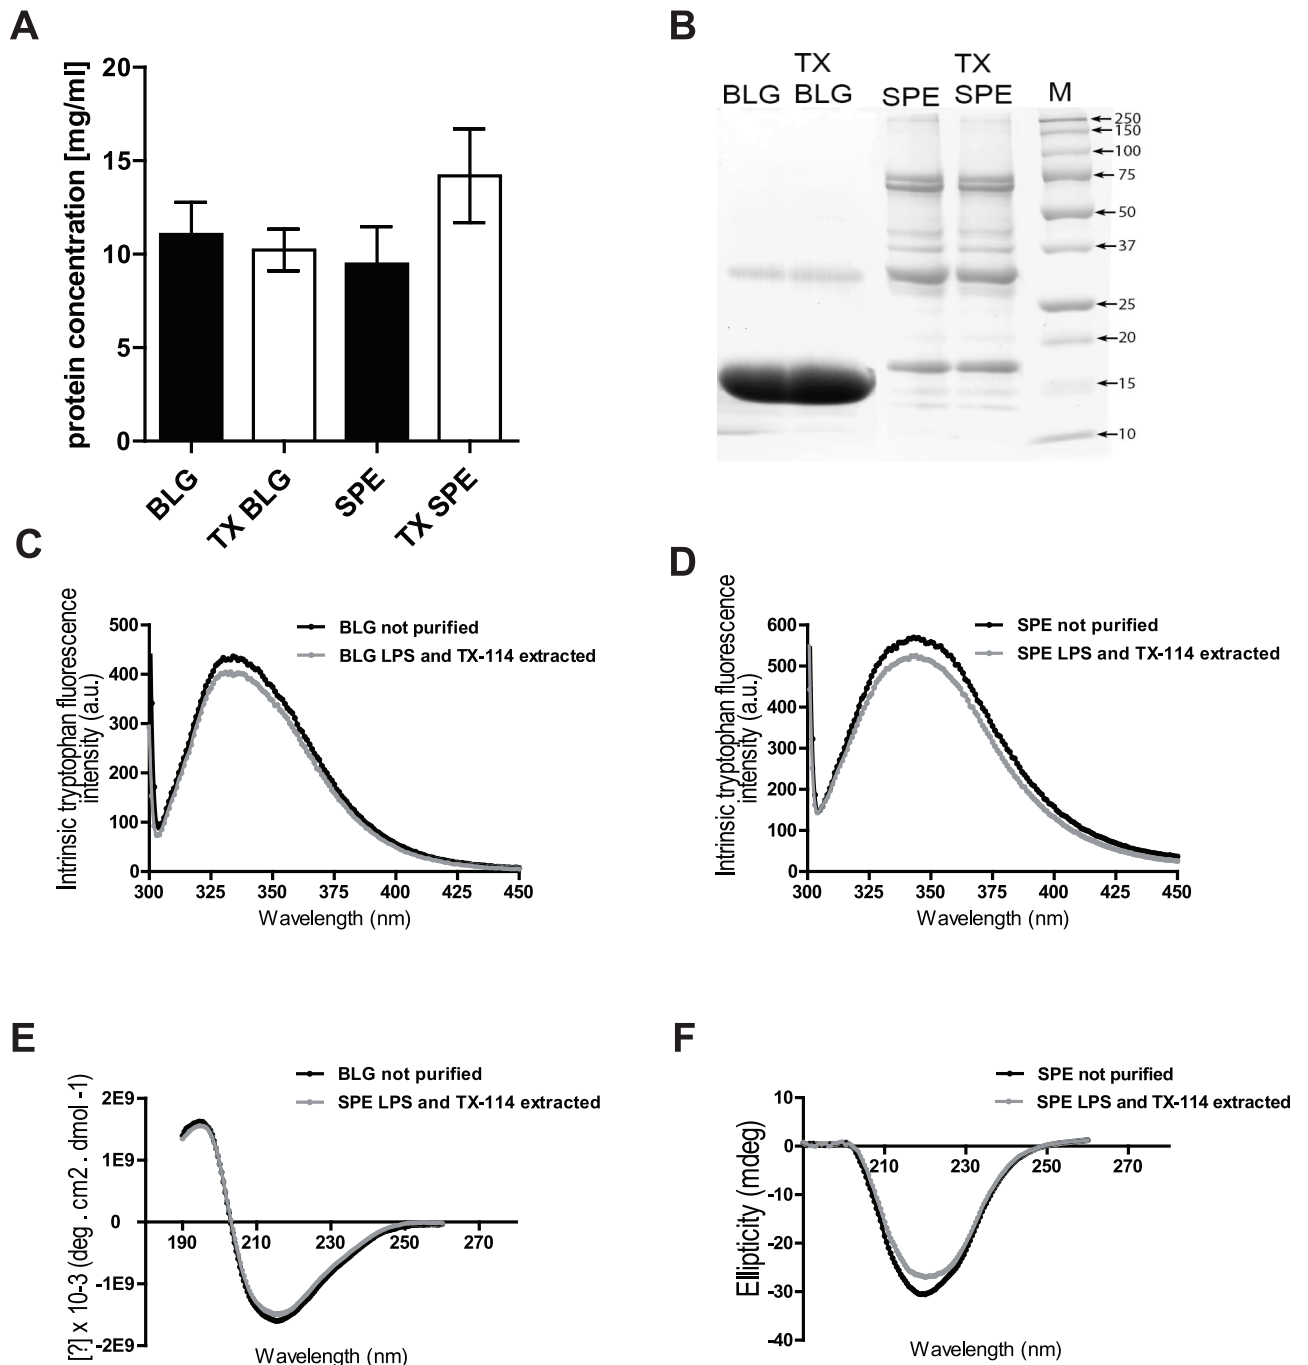 A
protein concentration [mg/ml]
20
15
10
5
0
BLG
TX BLG
SPE
TX SPE
B
BLG
TX
BLG
SPE
TX
SPE
M
250
150
100
75
50
37
25
20
15
10
C
Intrinsic tryptophan fluorescence
intensity (a.u.)
BLG not purified
BLG LPS and TX-114 extracted
500
400
300
200
100
0
300 325 350 375 400 425 450
Wavelength (nm)
D
Intrinsic tryptophan fluorescence
intensity (a.u.)
SPE not purified
SPE LPS and TX-114 extracted
600
500
400
300
200
100
0
300 325 350 375 400 425 450
Wavelength (nm)
E
[?] x 10-3 (deg . cm2 . dmol -1)
BLG not purified
SPE LPS and TX-114 extracted
2E9
1E9
0
-1E9
-2E9
190 210 230 250 270
Wavelength (nm)
F
Ellipticity (mdeg)
SPE not purified
SPE LPS and TX-114 extracted
10
0
-10
-20
-30
-40
210 230 250 270
Wavelength (nm)